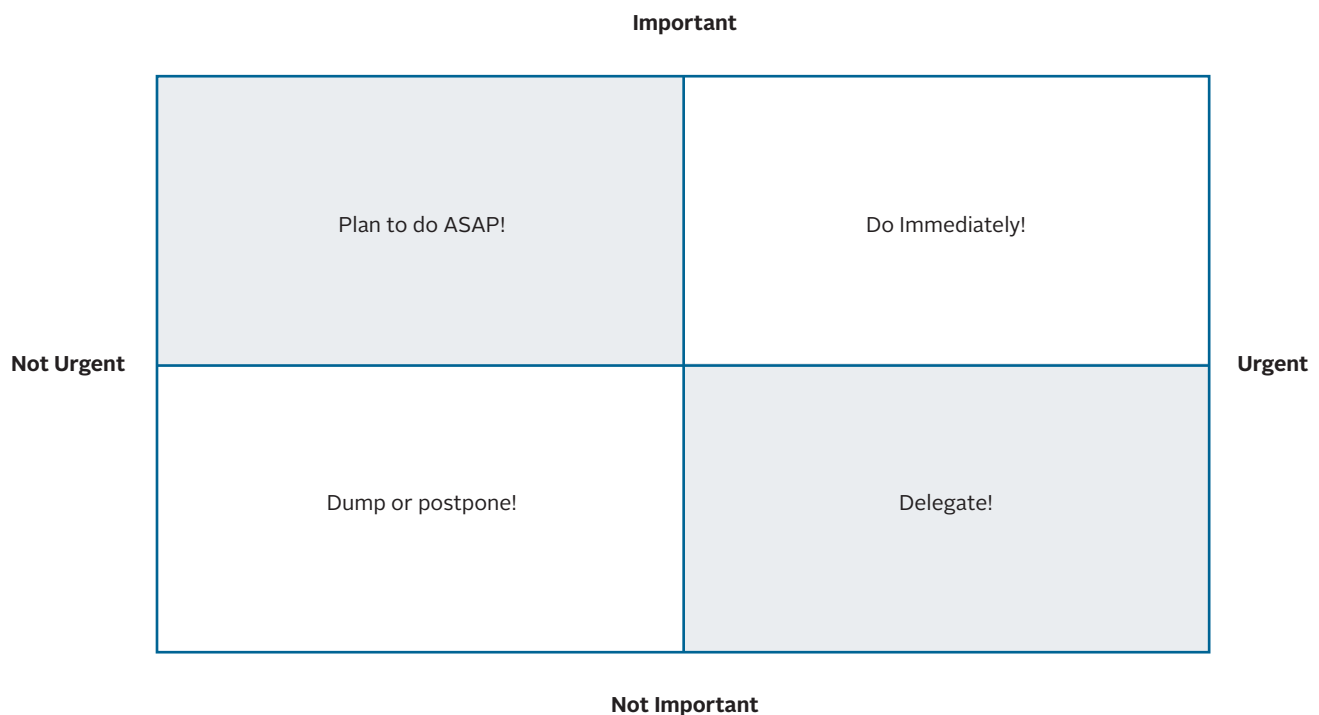 Important
Plan to do ASAP!
Do Immediately!
Not Urgent
Urgent
Dump or postpone!
Delegate!
Not Important